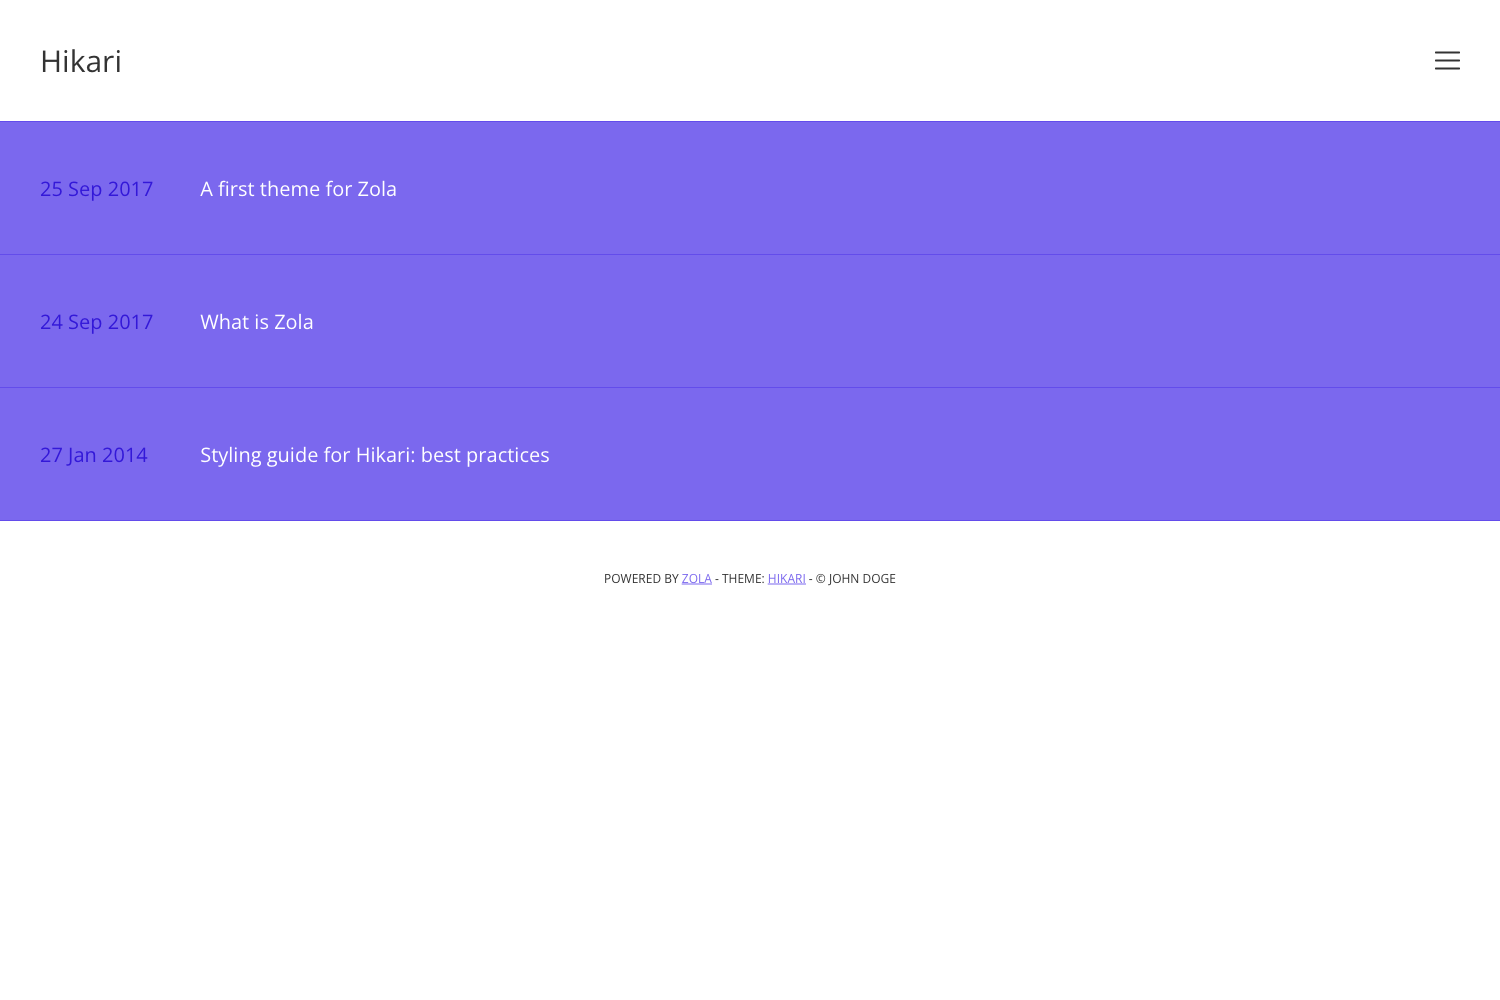 Hikari
25 Sep 2017 A first theme for Zola
24 Sep 2017 What is Zola
27 Jan 2014 Styling guide for Hikari: best practices
POWERED BY ZOLA - THEME: HIKARI - © JOHN DOGE